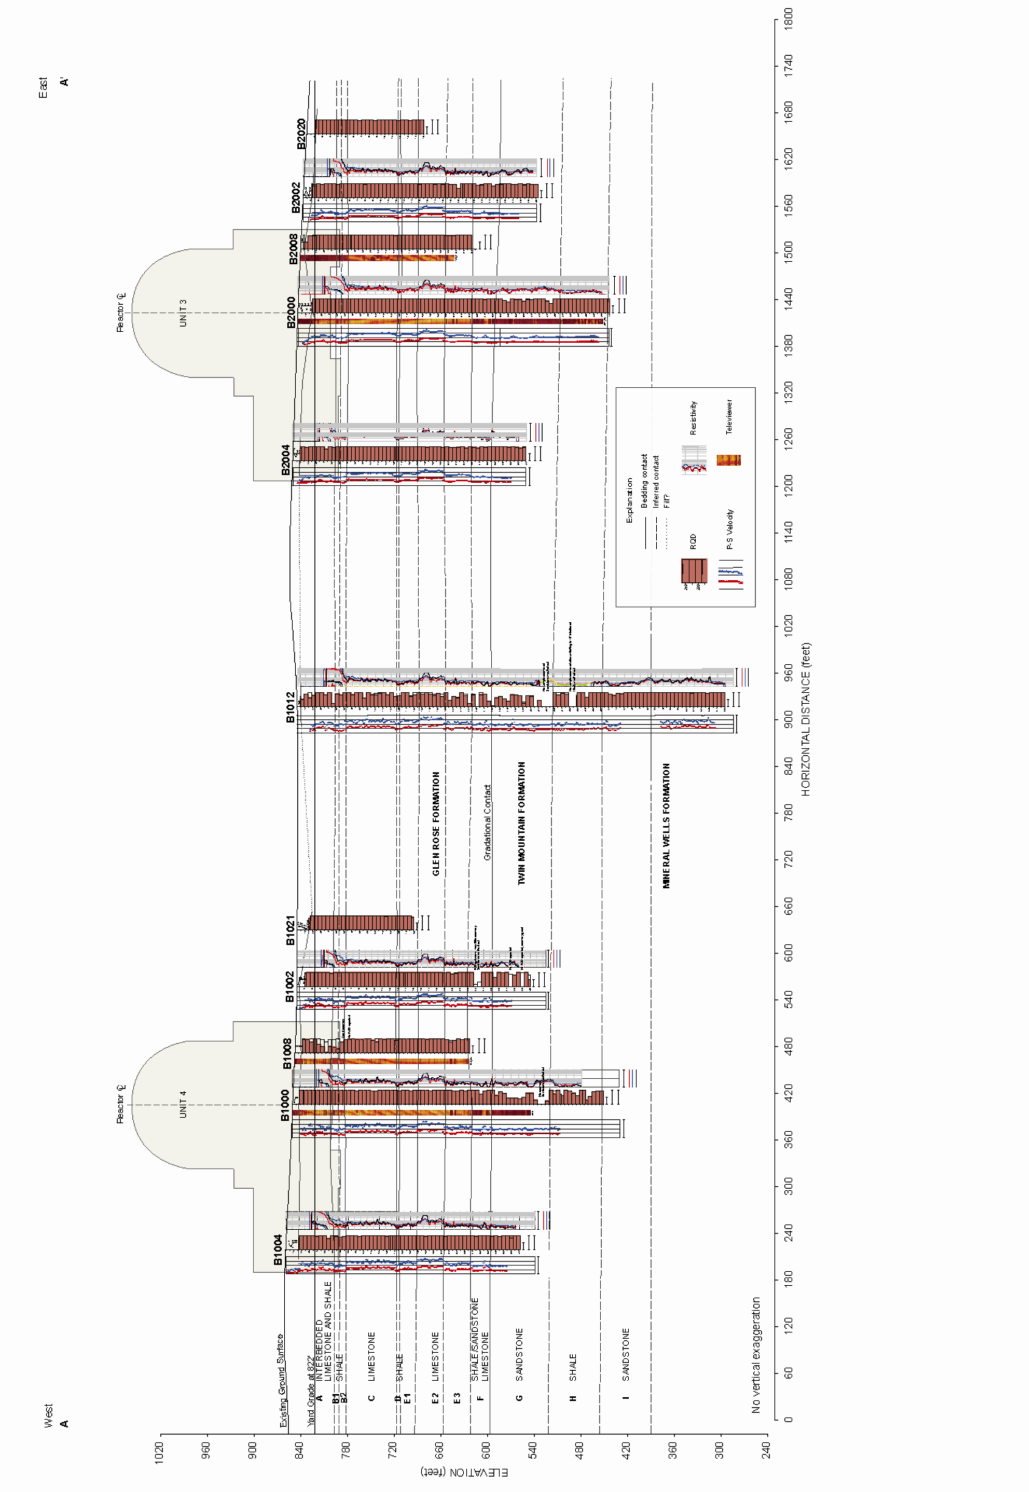 West
A
East
A'
Reactor ℄
UNIT 4
Reactor ℄
UNIT 3
B1004
B1000
B1008
B1002
B1021
B1012
B2004
B2000
B2008
B2002
B2020
Existing Ground Surface
Yard Grade at 822'
A INTERBEDDED
LIMESTONE AND SHALE
B1 SHALE
B2
C LIMESTONE
D SHALE
E1
E2 LIMESTONE
E3
SHALE/SANDSTONE
F LIMESTONE
G SANDSTONE
H SHALE
I SANDSTONE
GLEN ROSE FORMATION
Gradational Contact
TWIN MOUNTAIN FORMATION
MINERAL WELLS FORMATION
Explanation
Bedding contact
Inferred contact
Fill?
RQD
Resistivity
P-S Velocity
Televiewer
No vertical exaggeration
ELEVATION (feet)
1020
960
900
840
780
720
660
600
540
480
420
360
300
240
HORIZONTAL DISTANCE (feet)
0
60
120
180
240
300
360
420
480
540
600
660
720
780
840
900
960
1020
1080
1140
1200
1260
1320
1380
1440
1500
1560
1620
1680
1740
1800